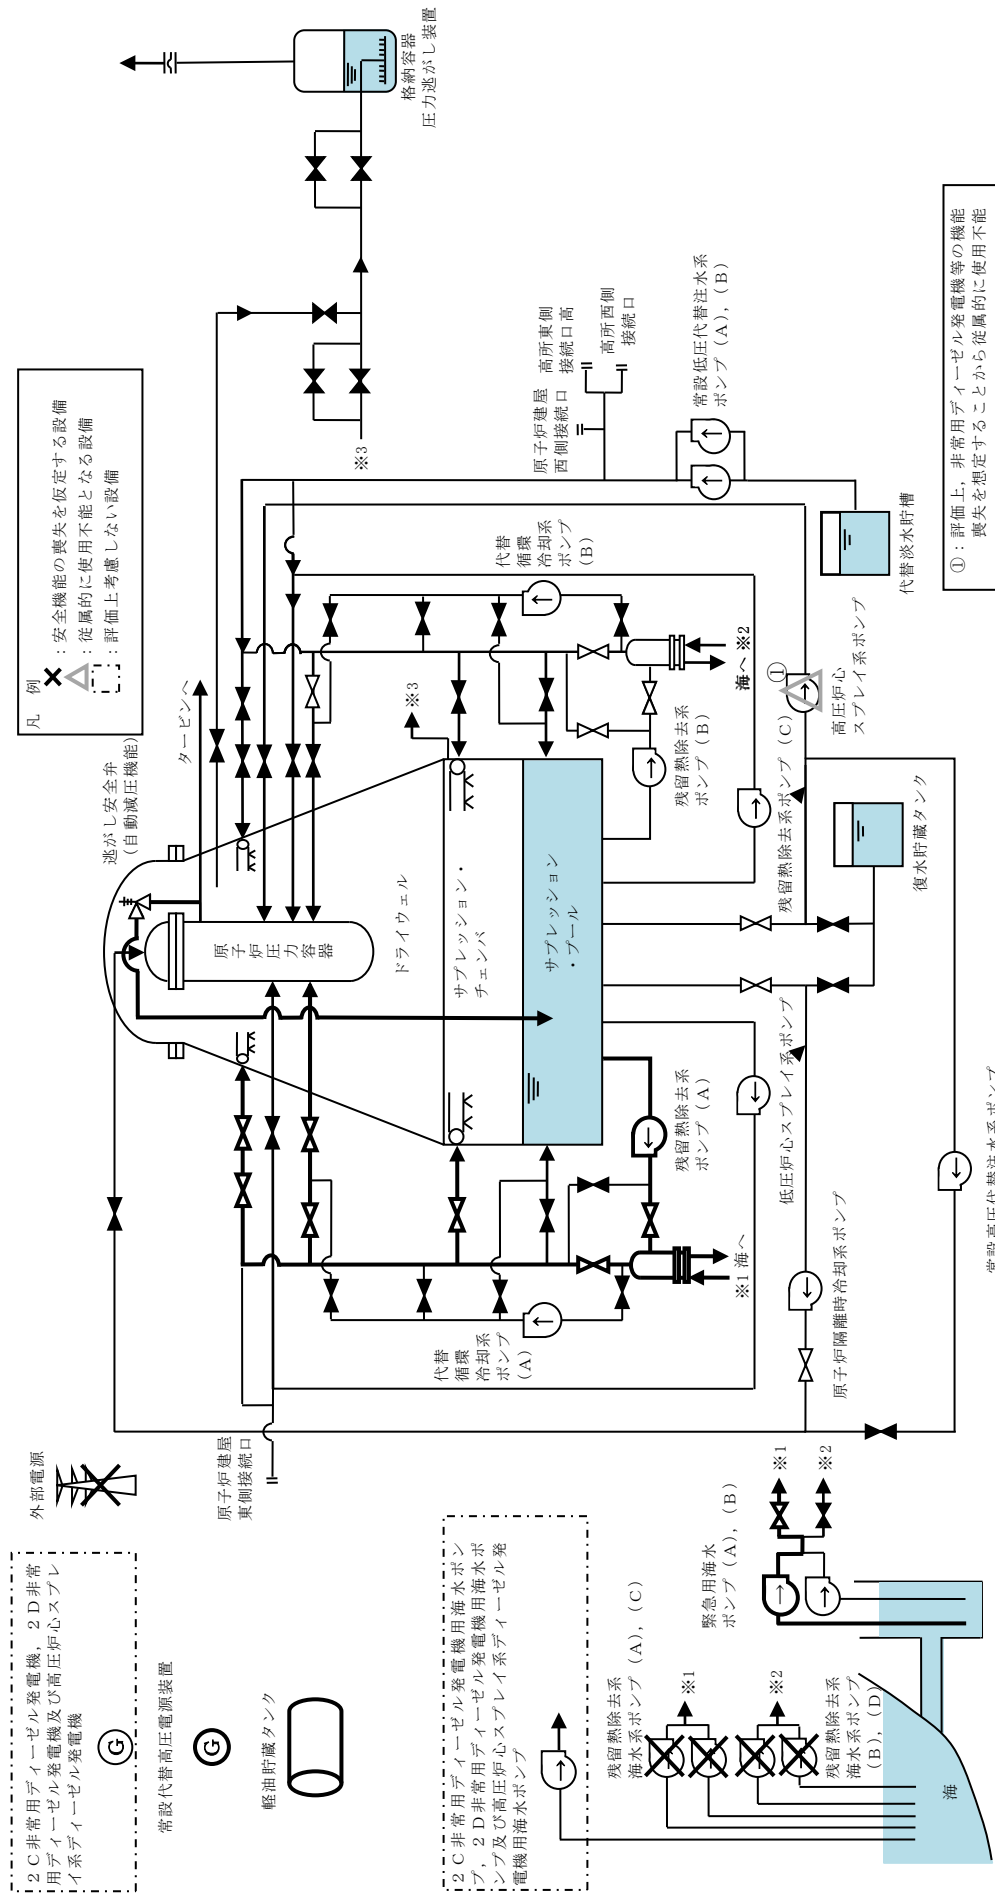 2C非常用ディーゼル発電機,2D非常
用ディーゼル発電機及び高圧炉心スプレ
イ系ディーゼル発電機
G
常設代替高圧電源装置
G
軽油貯蔵タンク
外部電源
2C非常用ディーゼル発電機用海水ポン
プ,2D非常用ディーゼル発電機用海水ポ
ンプ及び高圧炉心スプレイ系ディーゼル発
電機用海水ポンプ
残留熱除去系
海水系ポンプ(A),(C)
※1
※2
残留熱除去系
海水系ポンプ
(B),(D)
海
緊急用海水
ポンプ(A),(B)
※1
※2
原子炉建屋
東側接続口
代替
循環
冷却系
ポンプ
(A)
※1
海へ
残留熱除去系
ポンプ(A)
低圧炉心スプレイ系ポンプ
原子炉隔離時冷却系ポンプ
常設高圧代替注水系ポンプ
逃がし安全弁
(自動減圧機能)
タービンへ
原子炉圧力容器
ドライウェル
サプレッション・
チェンバ
サプレッション
・プール
※3
残留熱除去系
ポンプ(B)
海へ
※2
残留熱除去系ポンプ(C)
復水貯蔵タンク
①
高圧炉心
スプレイ系ポンプ
代替
循環
冷却系
ポンプ
(B)
代替淡水貯槽
常設低圧代替注水系
ポンプ(A),(B)
原子炉建屋
西側接続口
高所東側
接続口高
高所西側
接続口
※3
格納容器
圧力逃がし装置
凡 例
:安全機能の喪失を仮定する設備
:従属的に使用不能となる設備
:評価上考慮しない設備
①:評価上,非常用ディーゼル発電機等の機能
喪失を想定することから従属的に使用不能